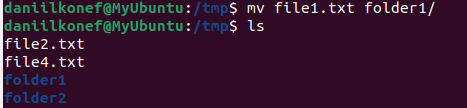 daniilkonef@MyUbuntu:/tmp$ mv file1.txt folder1/
daniilkonef@MyUbuntu:/tmp$ ls
file2.txt
file4.txt
folder1
folder2